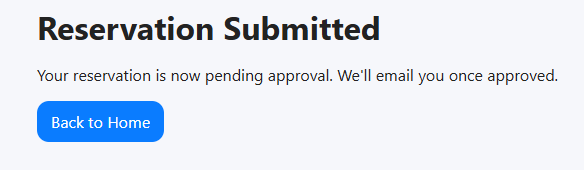 Reservation Submitted
Your reservation is now pending approval. We'll email you once approved.
Back to Home